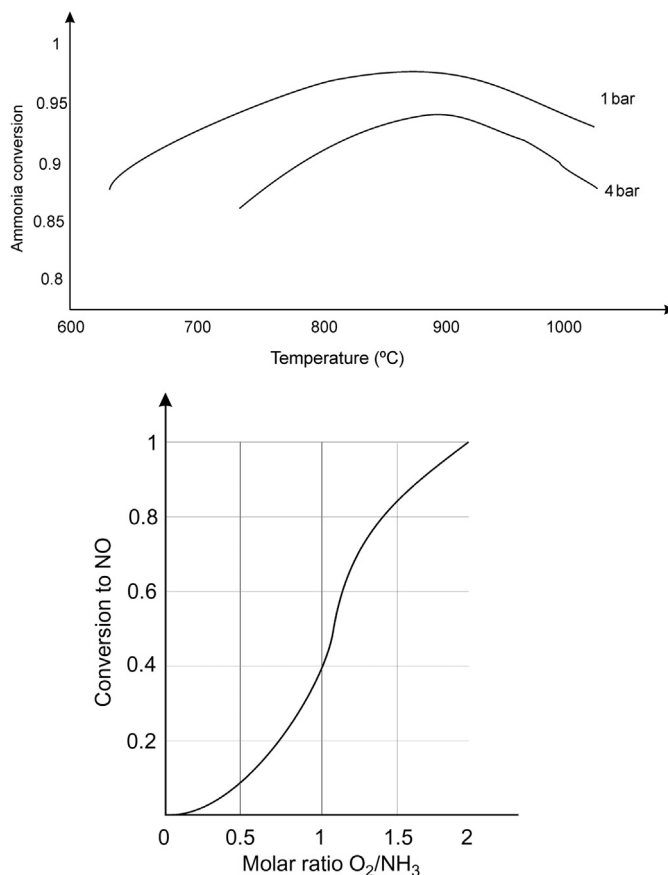 1
0.95
0.9
0.85
0.8
Ammonia conversion
1 bar
4 bar
600 700 800 900 1000
Temperature (ºC)
1
0.8
0.6
0.4
0.2
Conversion to NO
0 0.5 1 1.5 2
Molar ratio O₂/NH₃